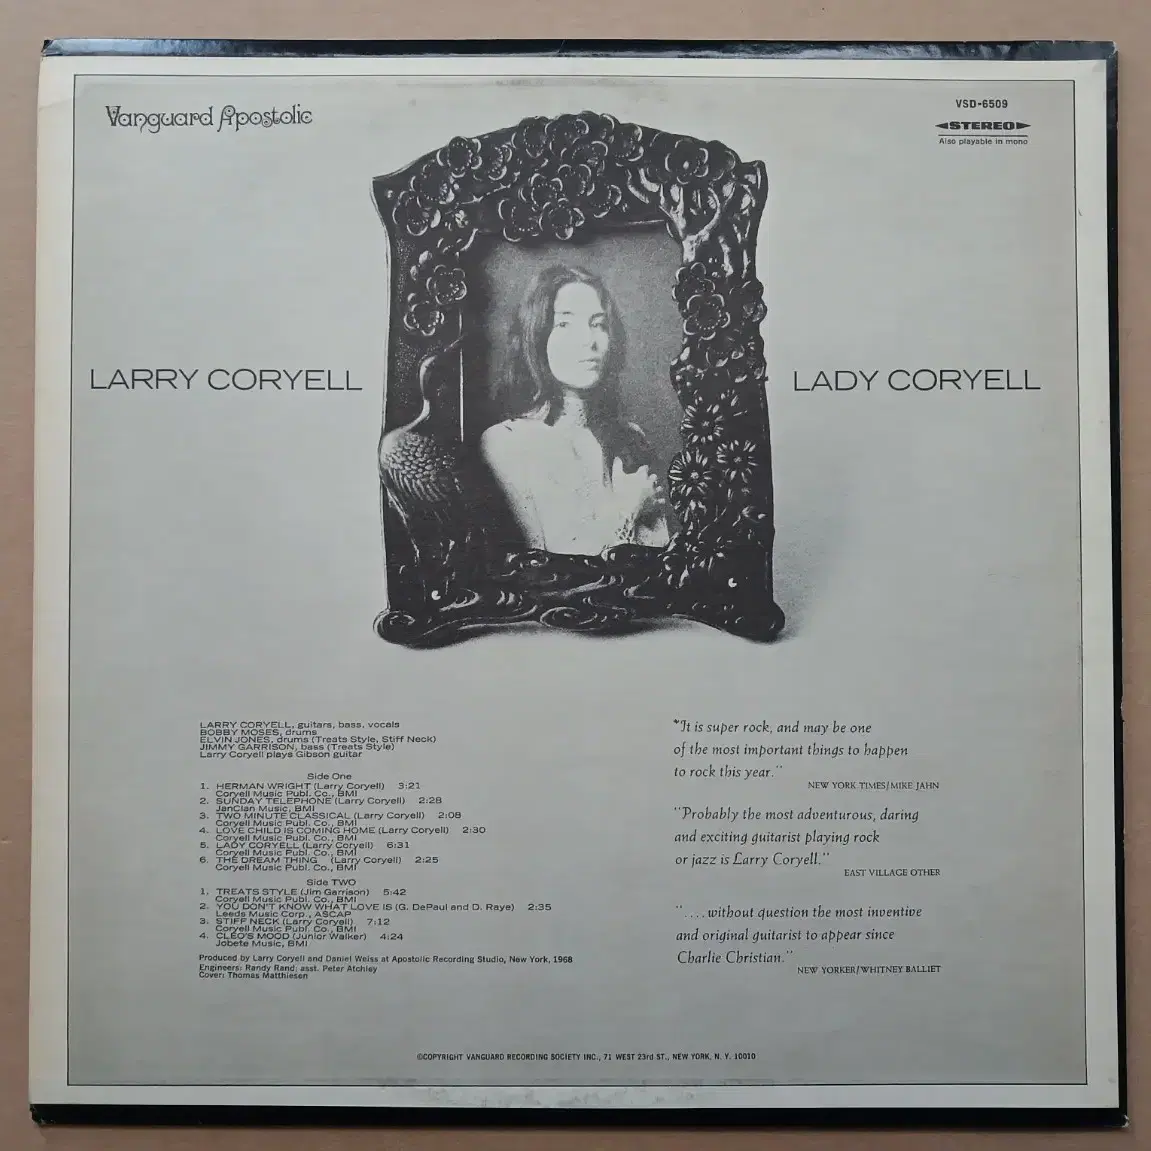 Vanguard Apostolic
VSD-6509
STEREO
Also playable in mono
LARRY CORYELL
LADY CORYELL
LARRY CORYELL, guitars, bass, vocals
BOBBY MOSES, drums
ELVIN JONES, drums (Treats Style, Stiff Neck)
JIMMY GARRISON, bass (Treats Style)
Larry Coryell plays Gibson guitar
Side One
1. HERMAN WRIGHT (Larry Coryell) 3:21
Coryell Music Publ. Co., BMI
2. SUNDAY TELEPHONE (Larry Coryell) 2:28
JanClan Music, BMI
3. TWO MINUTE CLASSICAL (Larry Coryell) 2:08
Coryell Music Publ. Co., BMI
4. LOVE CHILD IS COMING HOME (Larry Coryell) 2:30
Coryell Music Publ. Co., BMI
5. LADY CORYELL (Larry Coryell) 6:31
Coryell Music Publ. Co., BMI
6. THE DREAM THING (Larry Coryell) 2:25
Coryell Music Publ. Co., BMI
Side TWO
1. TREATS STYLE (Jim Garrison) 5:42
Coryell Music Publ. Co., BMI
2. YOU DON'T KNOW WHAT LOVE IS (G. DePaul and D. Raye) 2:35
Leeds Music Corp., ASCAP
3. STIFF NECK (Larry Coryell) 7:12
Coryell Music Publ. Co., BMI
4. CLEO'S MOOD (Junior Walker) 4:24
Jobete Music, BMI
Produced by Larry Coryell and Daniel Weiss at Apostolic Recording Studio, New York, 1968
Engineers: Randy Rand; asst. Peter Atchley
Cover: Thomas Matthiesen
"It is super rock, and may be one
of the most important things to happen
to rock this year."
NEW YORK TIMES/MIKE JAHN
"Probably the most adventurous, daring
and exciting guitarist playing rock
or jazz is Larry Coryell."
EAST VILLAGE OTHER
"....without question the most inventive
and original guitarist to appear since
Charlie Christian."
NEW YORKER/WHITNEY BALLIET
©COPYRIGHT VANGUARD RECORDING SOCIETY INC., 71 WEST 23rd ST., NEW YORK, N. Y. 10010